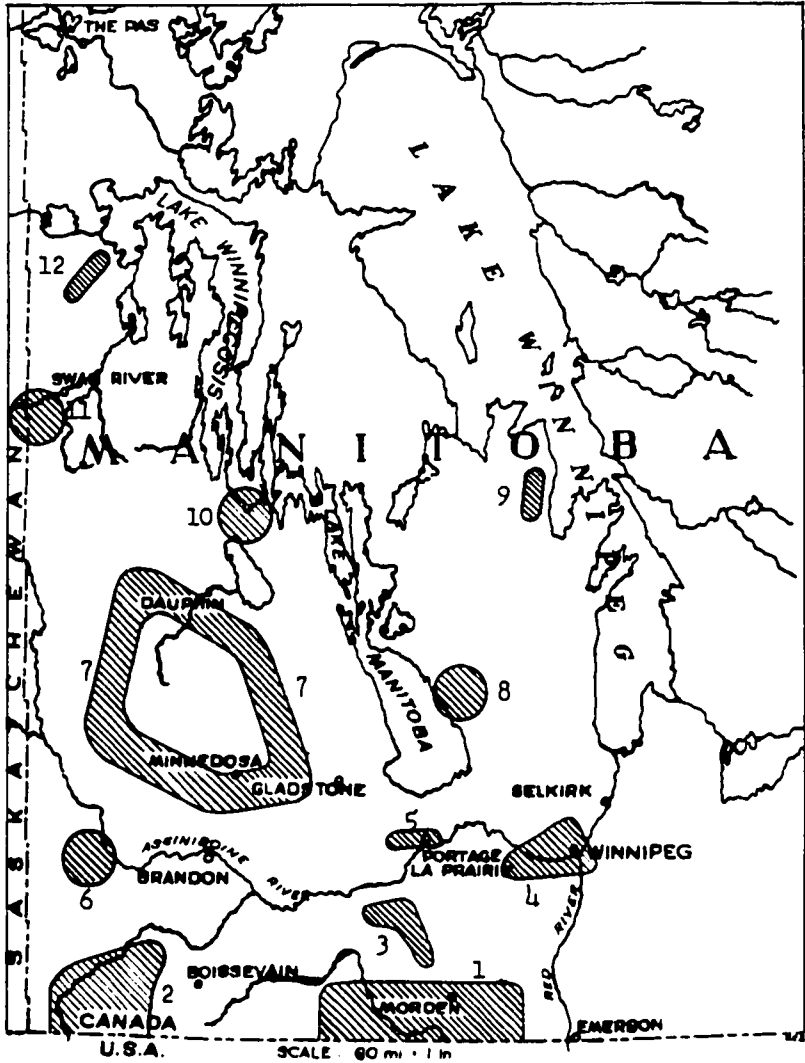 THE PAS
LAKE WINNIPEG
LAKE WINNIPEGOSIS
12
SWAN RIVER
11
MANITOBA
9
10
LAKE
MANITOBA
SASKATCHEWAN
DAUPHIN
7
7
8
MINNEDOSA
GLADSTONE
SELKIRK
5
ASSINIBOINE
RIVER
PORTAGE
LA PRAIRIE
WINNIPEG
BRANDON
6
4
3
RED
RIVER
BOISSEVAIN
1
2
MORDEN
CANADA
EMERSON
U.S.A.
SCALE : 60 mi = 1 in